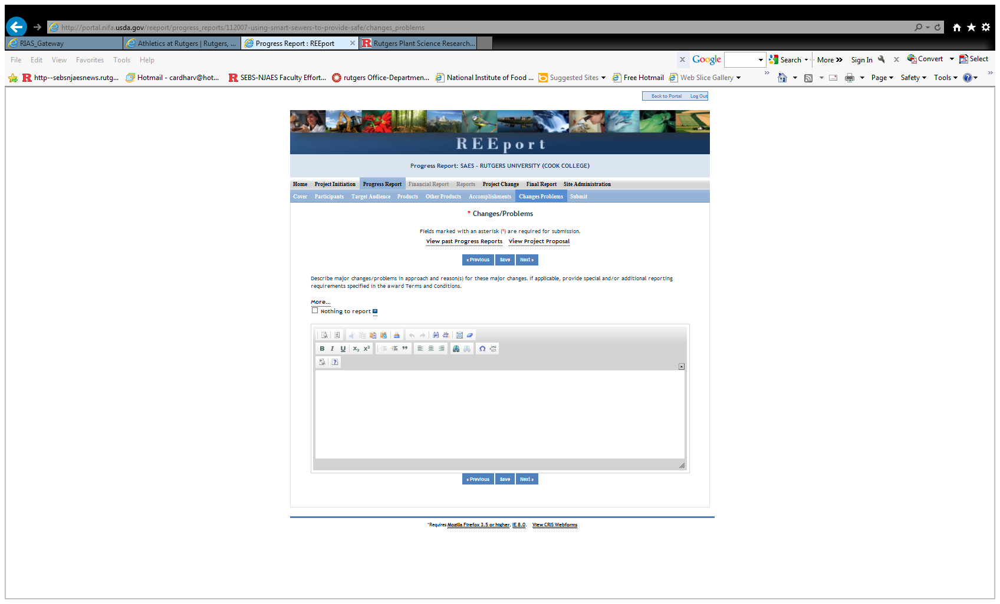 http://portal.nifa.usda.gov/reeport/progress_reports/112007-using-smart-sewers-to-provide-safe/changes_problems
RIAS_Gateway Athletics at Rutgers | Rutgers, ... Progress Report : REEport Rutgers Plant Science Research...
File Edit View Favorites Tools Help x Google Search More » Sign In x Convert Select
http--sebsnjaesnews.rutg... Hotmail - cardharv@hot... SEBS-NJAES Faculty Effort... rutgers Office-Departmen... National Institute of Food ... Suggested Sites Free Hotmail Web Slice Gallery » Page Safety Tools »
Back to Portal Log Out
REEport
Progress Report: SAES - RUTGERS UNIVERSITY (COOK COLLEGE)
Home Project Initiation Progress Report Financial Report Reports Project Change Final Report Site Administration
Cover Participants Target Audience Products Other Products Accomplishments Changes Problems Submit
* Changes/Problems
Fields marked with an asterisk (*) are required for submission.
View past Progress Reports View Project Proposal
« Previous Save Next »
Describe major changes/problems in approach and reason(s) for these major changes. If applicable, provide special and/or additional reporting
requirements specified in the award Terms and Conditions.
More...
Nothing to report
B I U x₂ x²
« Previous Save Next »
*Requires Mozilla Firefox 3.5 or higher, IE 8.0. View CRIS Webforms